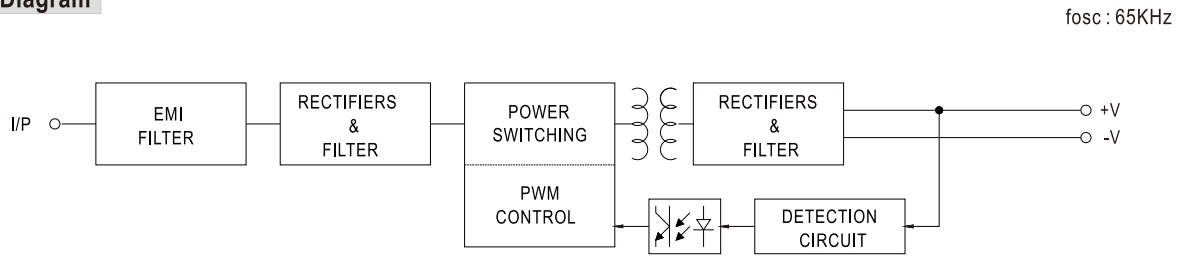 Diagram
fosc : 65KHz
I/P
EMI
FILTER
RECTIFIERS
&
FILTER
POWER
SWITCHING
PWM
CONTROL
RECTIFIERS
&
FILTER
+V
-V
DETECTION
CIRCUIT